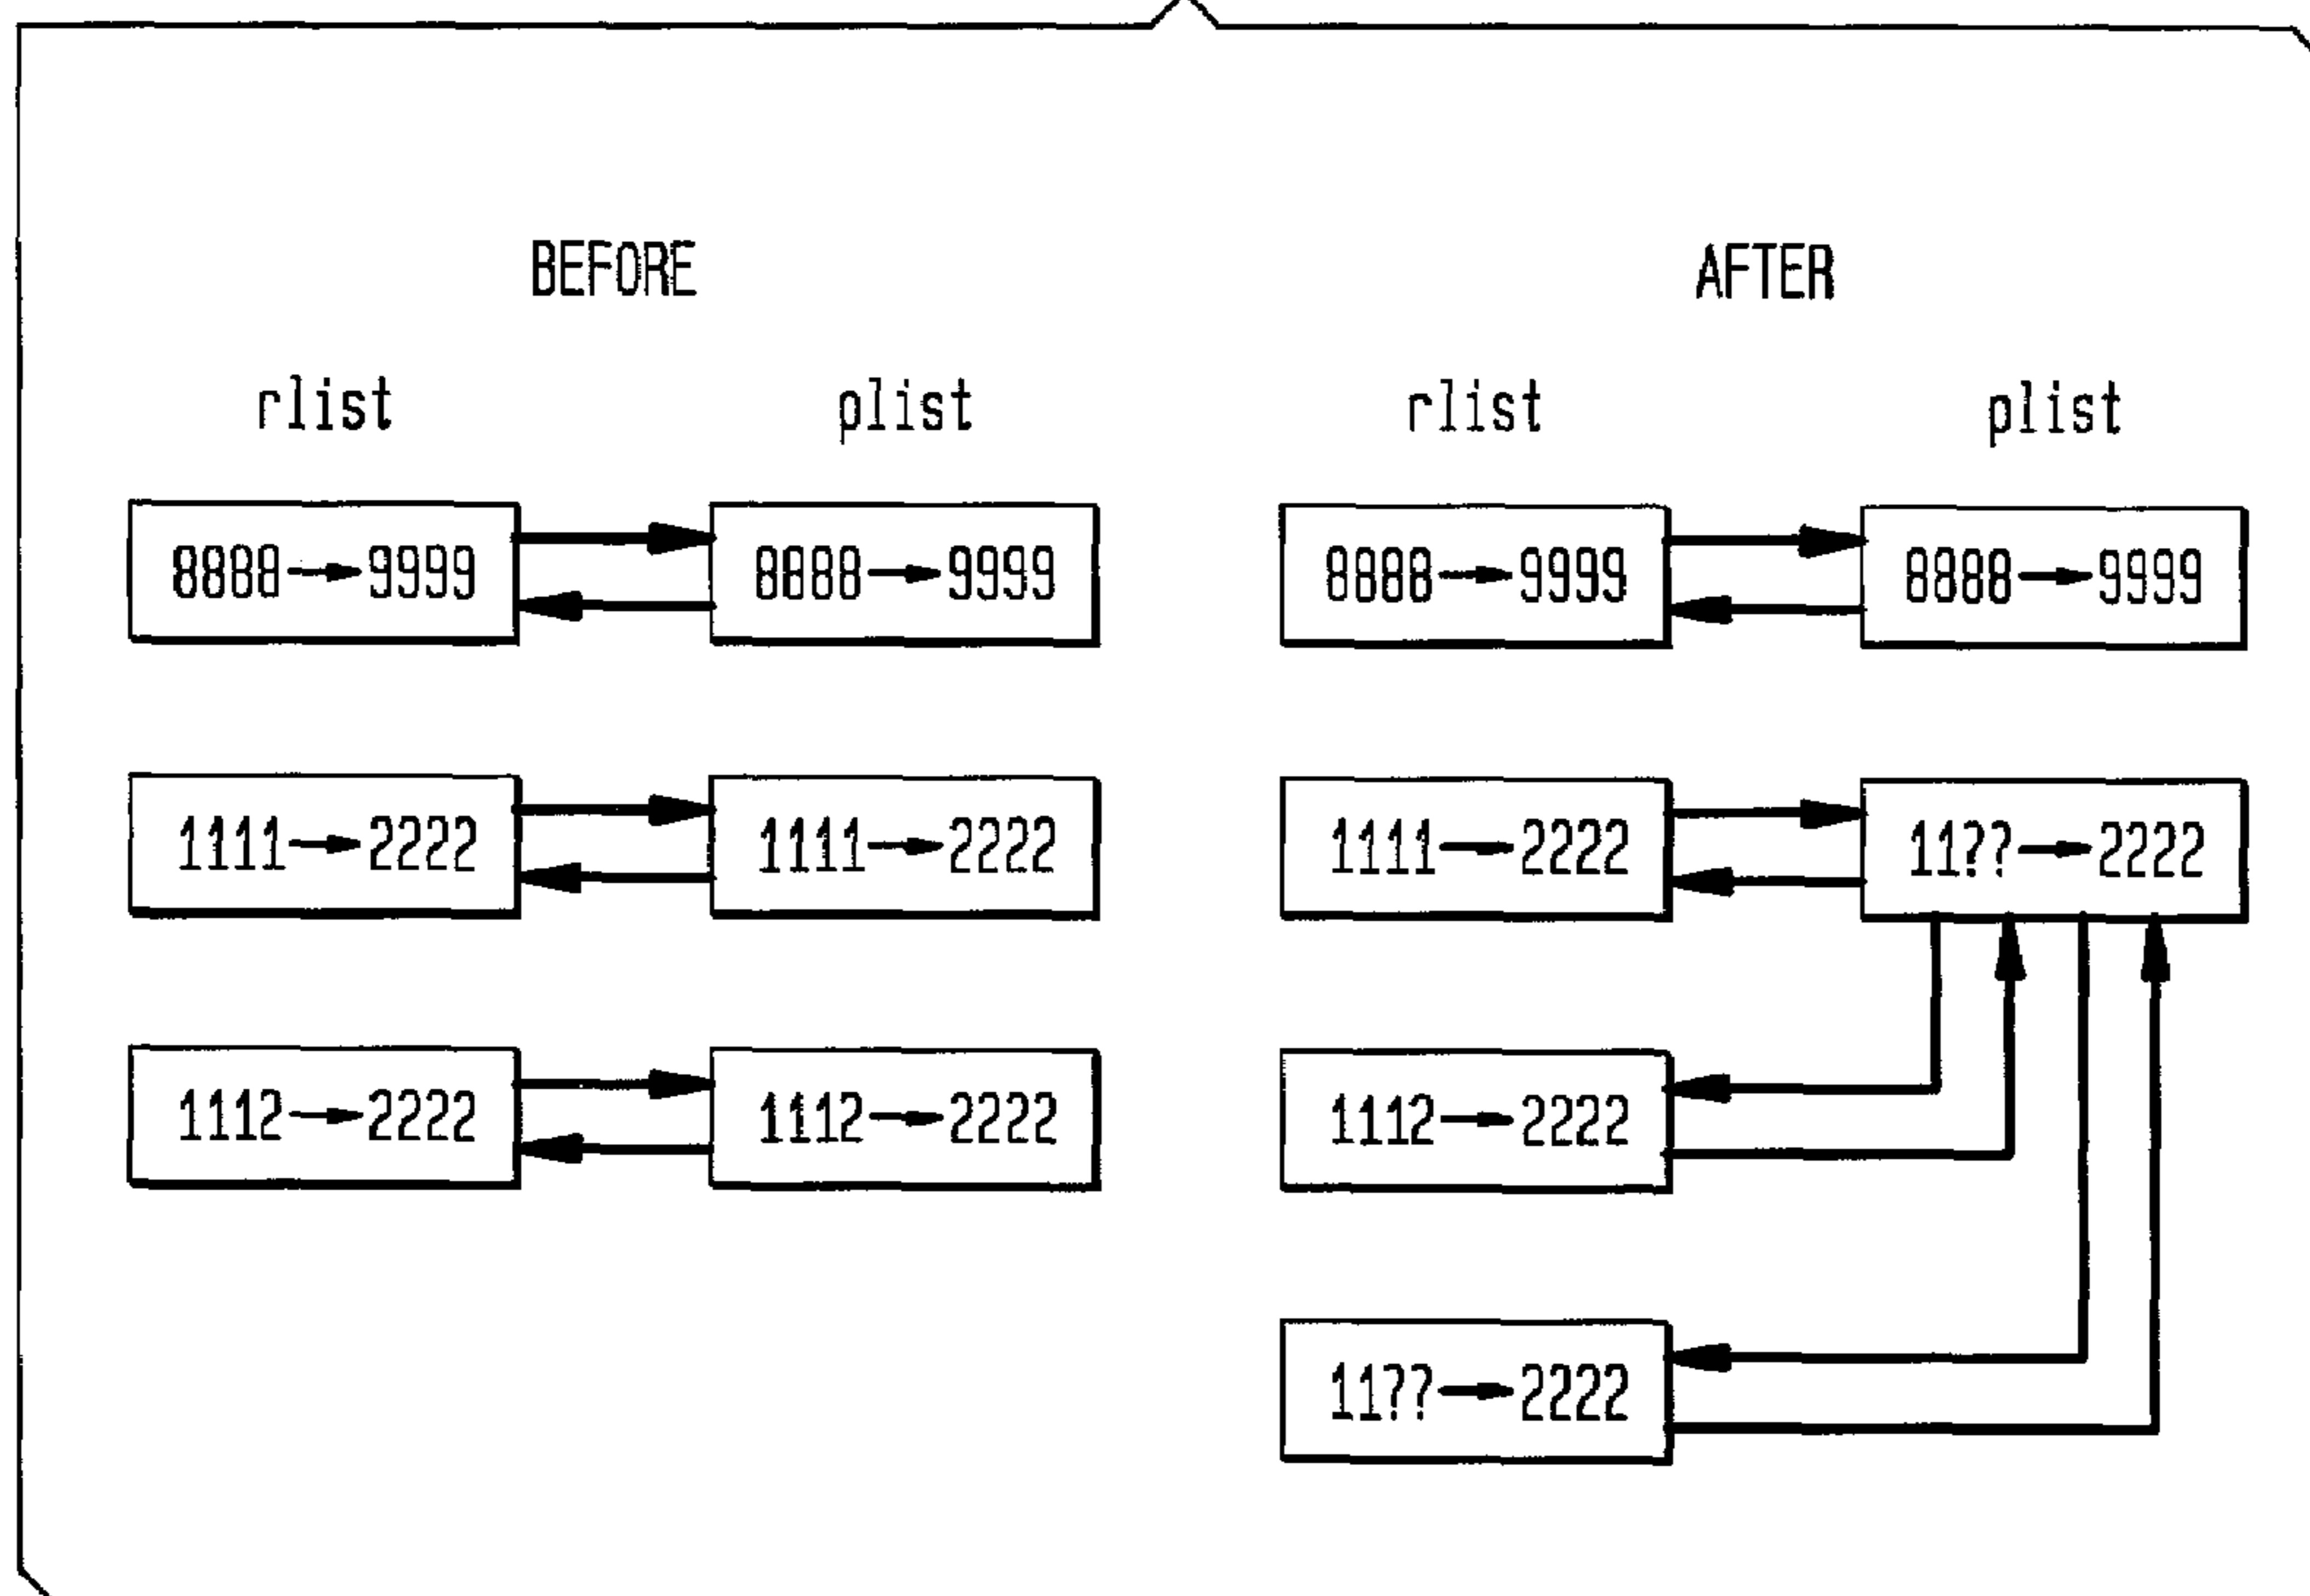 BEFORE AFTER
rlist plist rlist plist
8888→9999 8888→9999 8888→9999 8888→9999
1111→2222 1111→2222 1111→2222 11??→2222
1112→2222 1112→2222 1112→2222
11??→2222